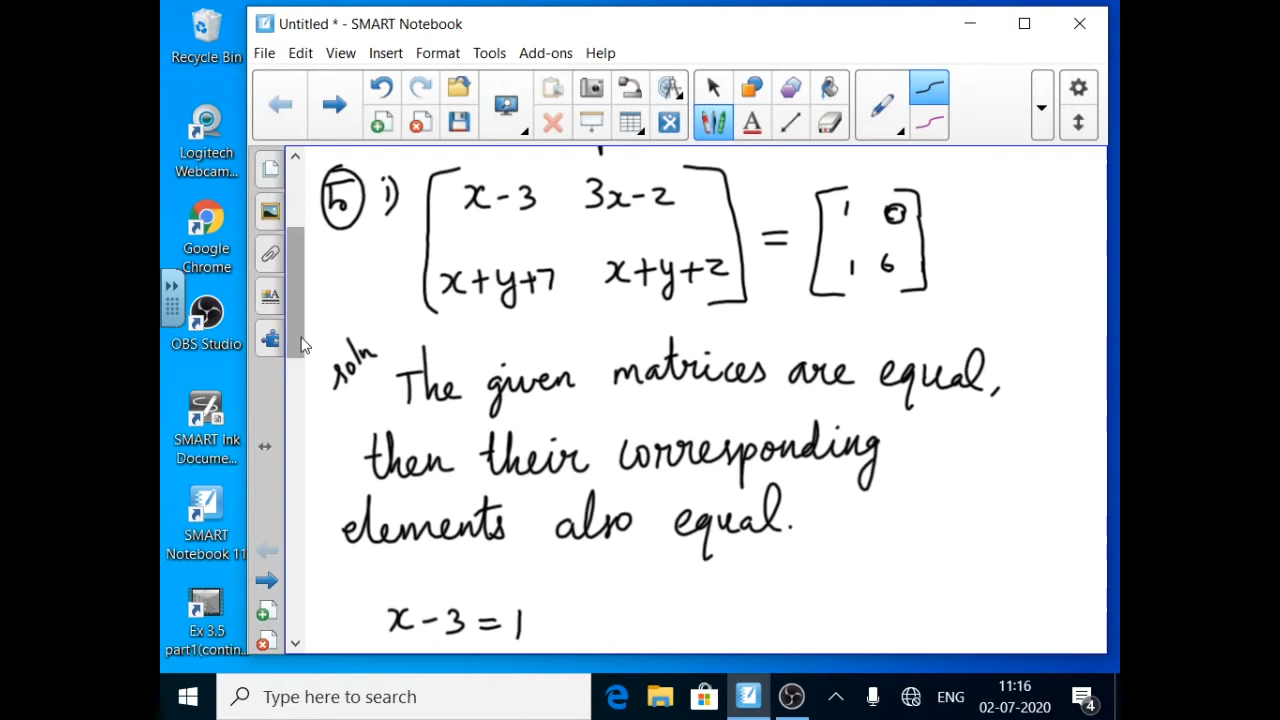 Recycle Bin
Logitech
Webcam...
Google
Chrome
OBS Studio
SMART Ink
Docume...
SMART
Notebook 11
Ex 3.5
part1(contin...
Untitled * - SMART Notebook
File Edit View Insert Format Tools Add-ons Help
5 i) [ x-3 3x-2 = [ 1 0
x+y+7 x+y+2 ] 1 6 ]
soln The given matrices are equal,
then their corresponding
elements also equal.
x-3=1
Type here to search
ENG
11:16
02-07-2020
4